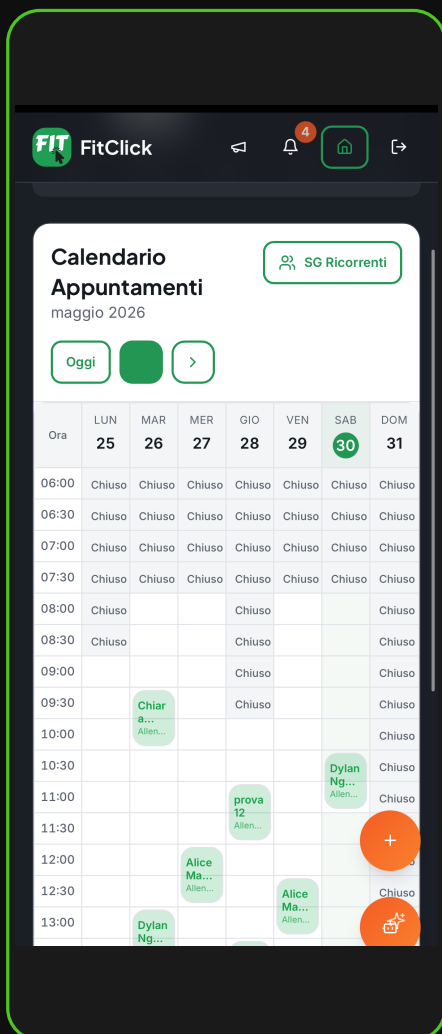 FIT
FitClick
4
Calendario
Appuntamenti
SG Ricorrenti
maggio 2026
Oggi
Ora
LUN MAR MER GIO VEN SAB DOM
25 26 27 28 29 30 31
06:00 Chiuso Chiuso Chiuso Chiuso Chiuso Chiuso Chiuso
06:30 Chiuso Chiuso Chiuso Chiuso Chiuso Chiuso Chiuso
07:00 Chiuso Chiuso Chiuso Chiuso Chiuso Chiuso Chiuso
07:30 Chiuso Chiuso Chiuso Chiuso Chiuso Chiuso Chiuso
08:00 Chiuso Chiuso Chiuso
08:30 Chiuso Chiuso Chiuso
09:00 Chiuso Chiuso
09:30 Chiuso Chiuso
Chiar
a...
Allen...
10:00 Chiuso
10:30 Chiuso
Dylan
Ng...
Allen...
11:00 Chiuso
prova
12
Allen...
11:30
12:00
Alice
Ma...
Allen...
12:30 Chiuso
Alice
Ma...
Allen...
13:00
Dylan
Ng...